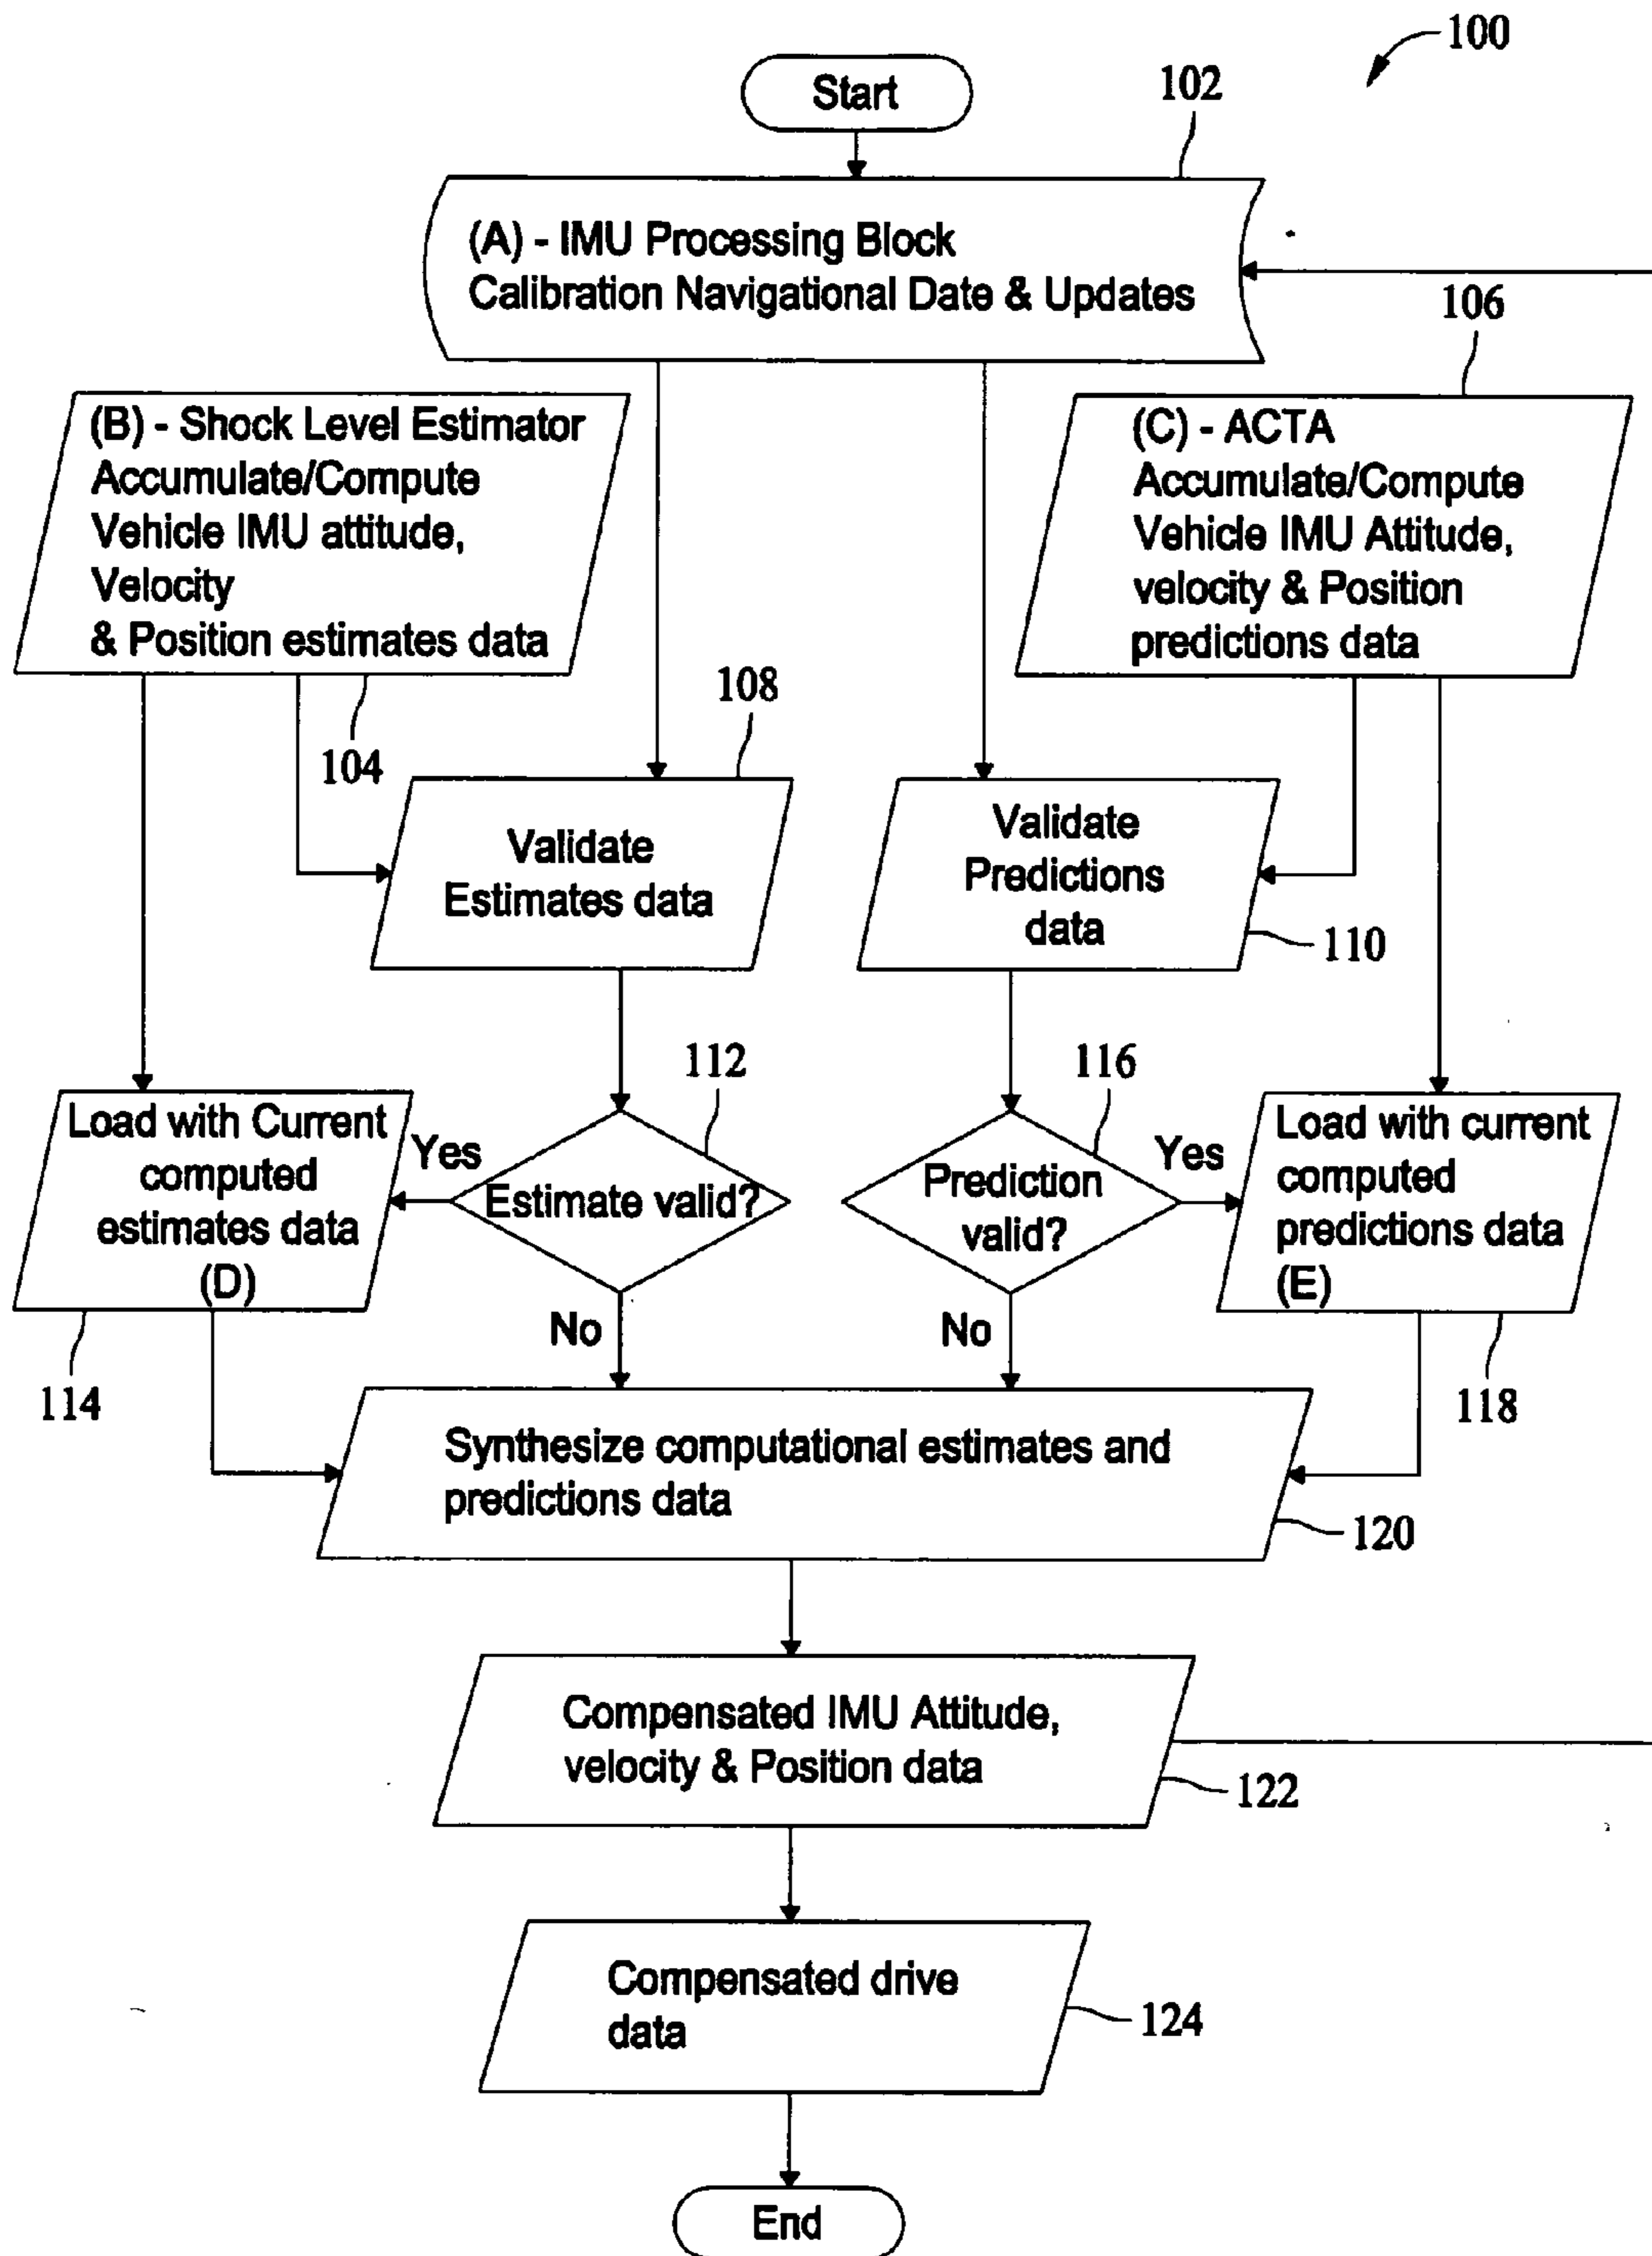 100
Start
102
(A) - IMU Processing Block
Calibration Navigational Date & Updates
106
(B) - Shock Level Estimator
Accumulate/Compute
Vehicle IMU attitude,
Velocity
& Position estimates data
(C) - ACTA
Accumulate/Compute
Vehicle IMU Attitude,
velocity & Position
predictions data
104
108
Validate
Estimates data
Validate
Predictions
data
110
112
116
Load with Current
computed
estimates data
(D)
Yes
Estimate valid?
Prediction
valid?
Yes
Load with current
computed
predictions data
(E)
No
No
114
118
Synthesize computational estimates and
predictions data
120
Compensated IMU Attitude,
velocity & Position data
122
Compensated drive
data
124
End